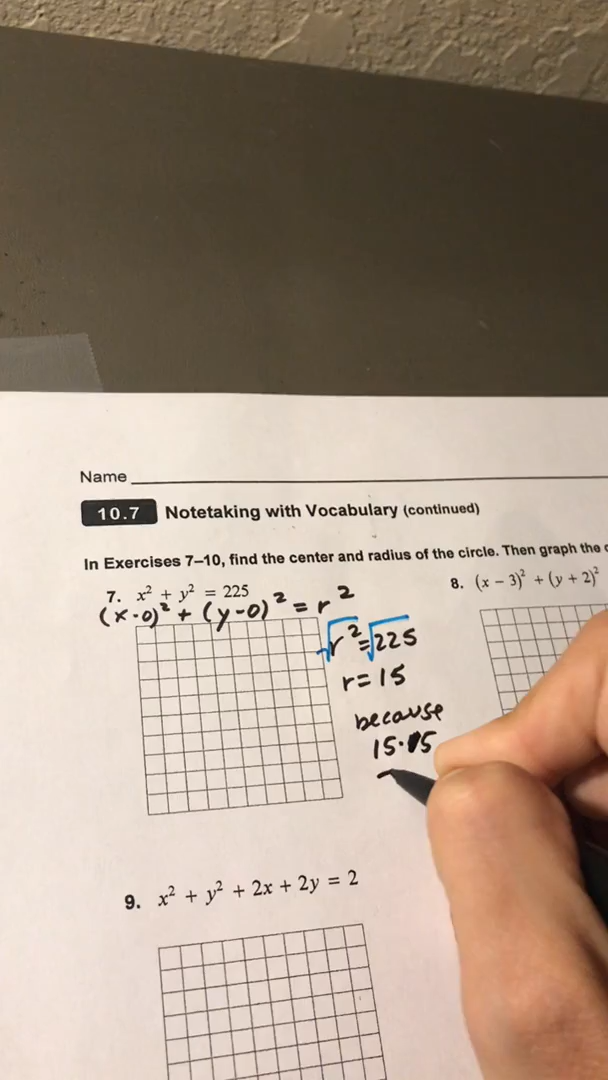 Name
10.7 Notetaking with Vocabulary (continued)
In Exercises 7–10, find the center and radius of the circle. Then graph the
7. x² + y² = 225
(x-0)² + (y-0)² = r²
√r² = √225
r = 15
because
15·15
8. (x − 3)² + (y + 2)²
9. x² + y² + 2x + 2y = 2